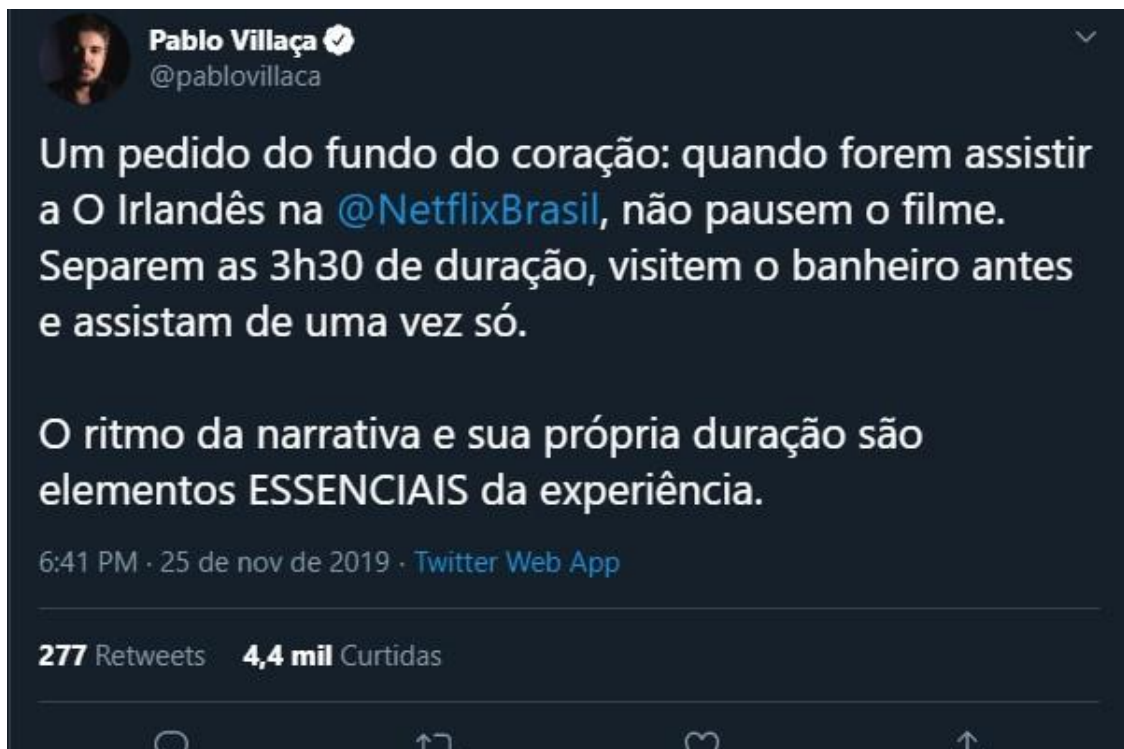 Pablo Villaça
@pablovillaca
Um pedido do fundo do coração: quando forem assistir
a O Irlandês na @NetflixBrasil, não pausem o filme.
Separem as 3h30 de duração, visitem o banheiro antes
e assistam de uma vez só.
O ritmo da narrativa e sua própria duração são
elementos ESSENCIAIS da experiência.
6:41 PM · 25 de nov de 2019 · Twitter Web App
277 Retweets 4,4 mil Curtidas